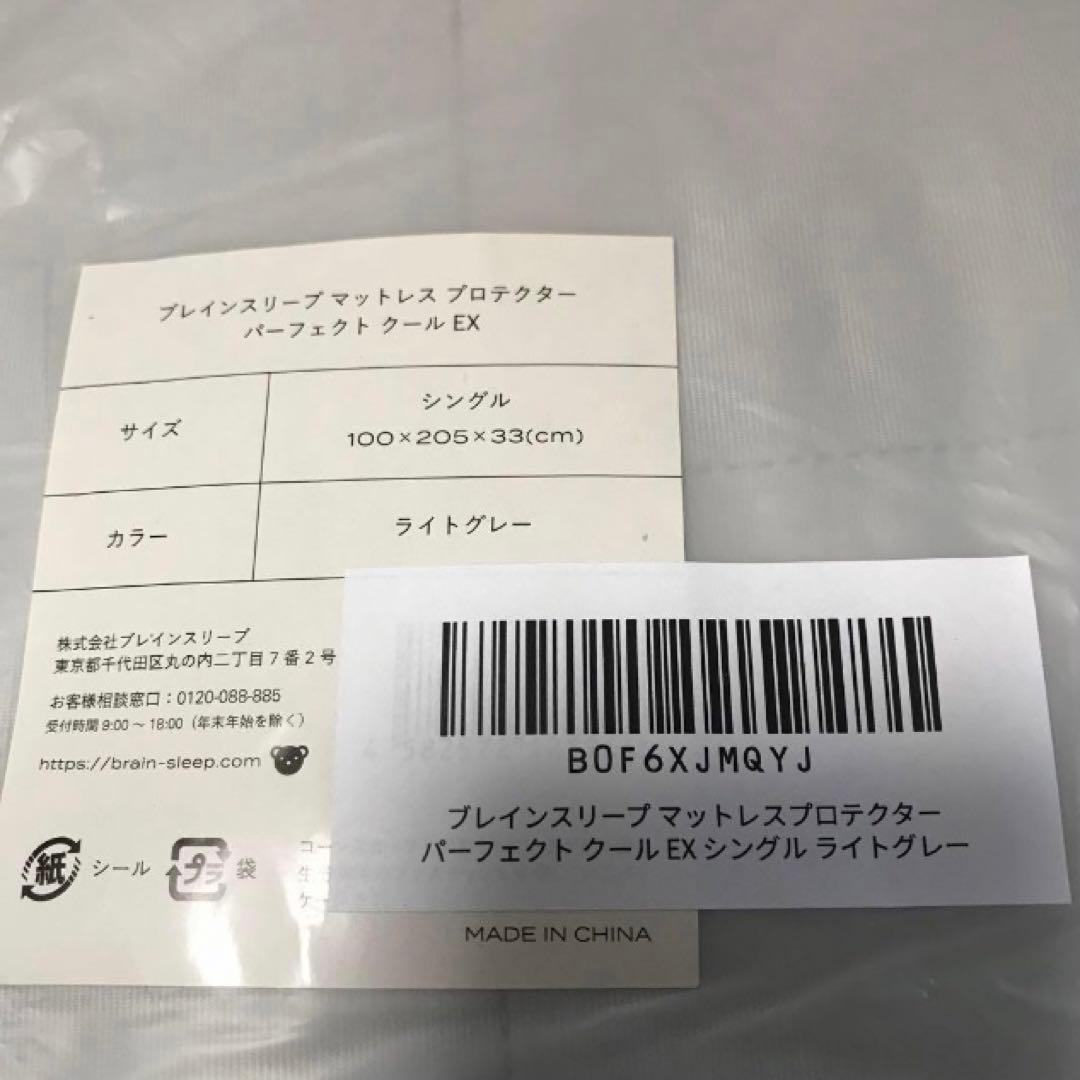 ブレインスリープ マットレス プロテクター
パーフェクト クール EX
サイズ
シングル
100×205×33(cm)
カラー
ライトグレー
株式会社ブレインスリープ
東京都千代田区丸の内二丁目7番2号
お客様相談窓口：0120-088-885
受付時間 9:00 ～ 18:00（年末年始を除く）
https://brain-sleep.com
紙 シール
プラ 袋
MADE IN CHINA
B0F6XJMQYJ
ブレインスリープ マットレスプロテクター
パーフェクト クール EX シングル ライトグレー